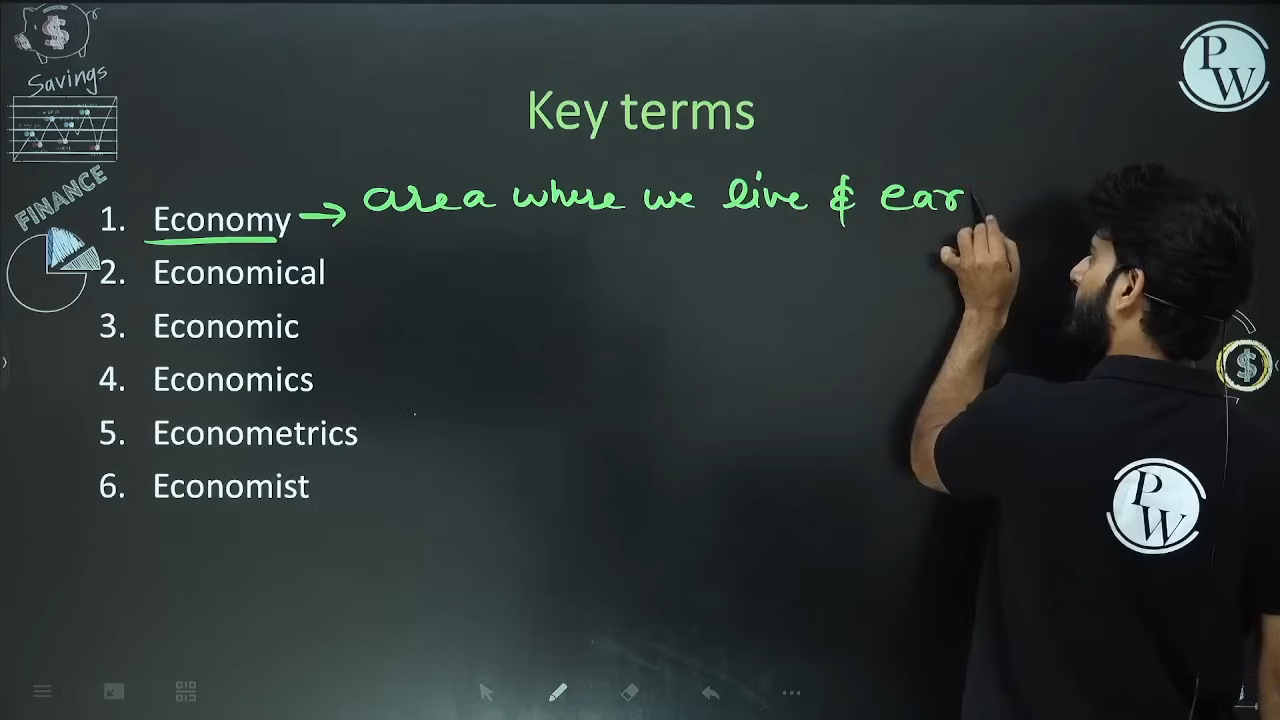 Savings
FINANCE
Key terms
area where we live & ear
1. Economy →
2. Economical
3. Economic
4. Economics
5. Econometrics
6. Economist
PW
PW
$
$